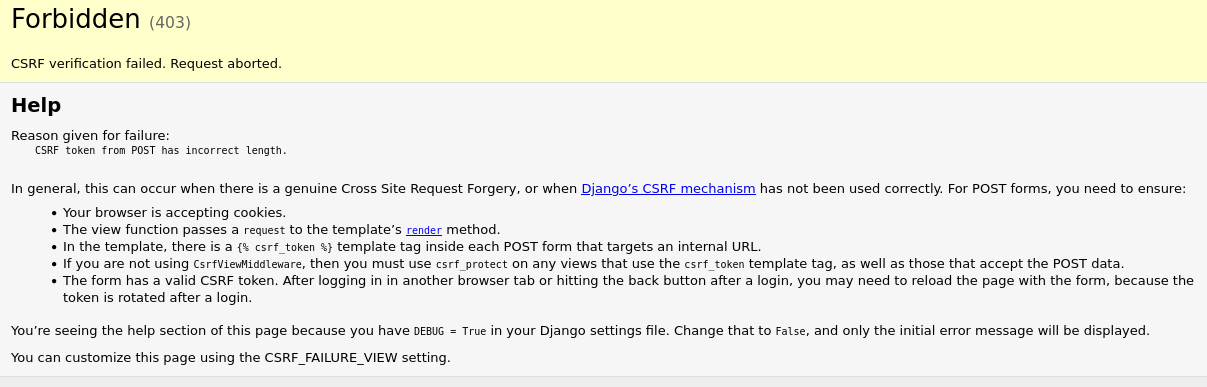 Forbidden (403)
CSRF verification failed. Request aborted.
Help
Reason given for failure:
CSRF token from POST has incorrect length.
In general, this can occur when there is a genuine Cross Site Request Forgery, or when Django’s CSRF mechanism has not been used correctly. For POST forms, you need to ensure:
• Your browser is accepting cookies.
• The view function passes a request to the template’s render method.
• In the template, there is a {% csrf_token %} template tag inside each POST form that targets an internal URL.
• If you are not using CsrfViewMiddleware, then you must use csrf_protect on any views that use the csrf_token template tag, as well as those that accept the POST data.
• The form has a valid CSRF token. After logging in in another browser tab or hitting the back button after a login, you may need to reload the page with the form, because the
token is rotated after a login.
You’re seeing the help section of this page because you have DEBUG = True in your Django settings file. Change that to False, and only the initial error message will be displayed.
You can customize this page using the CSRF_FAILURE_VIEW setting.